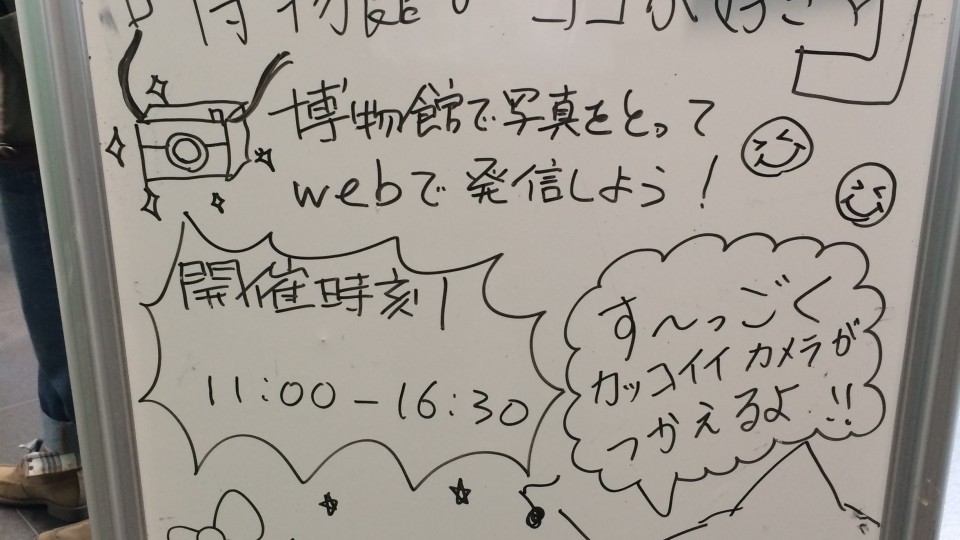 博物館で写真をとって
webで発信しよう！
開催時刻
11:00－16:30
す〜っごく
カッコイイカメラが
つかえるよ!!